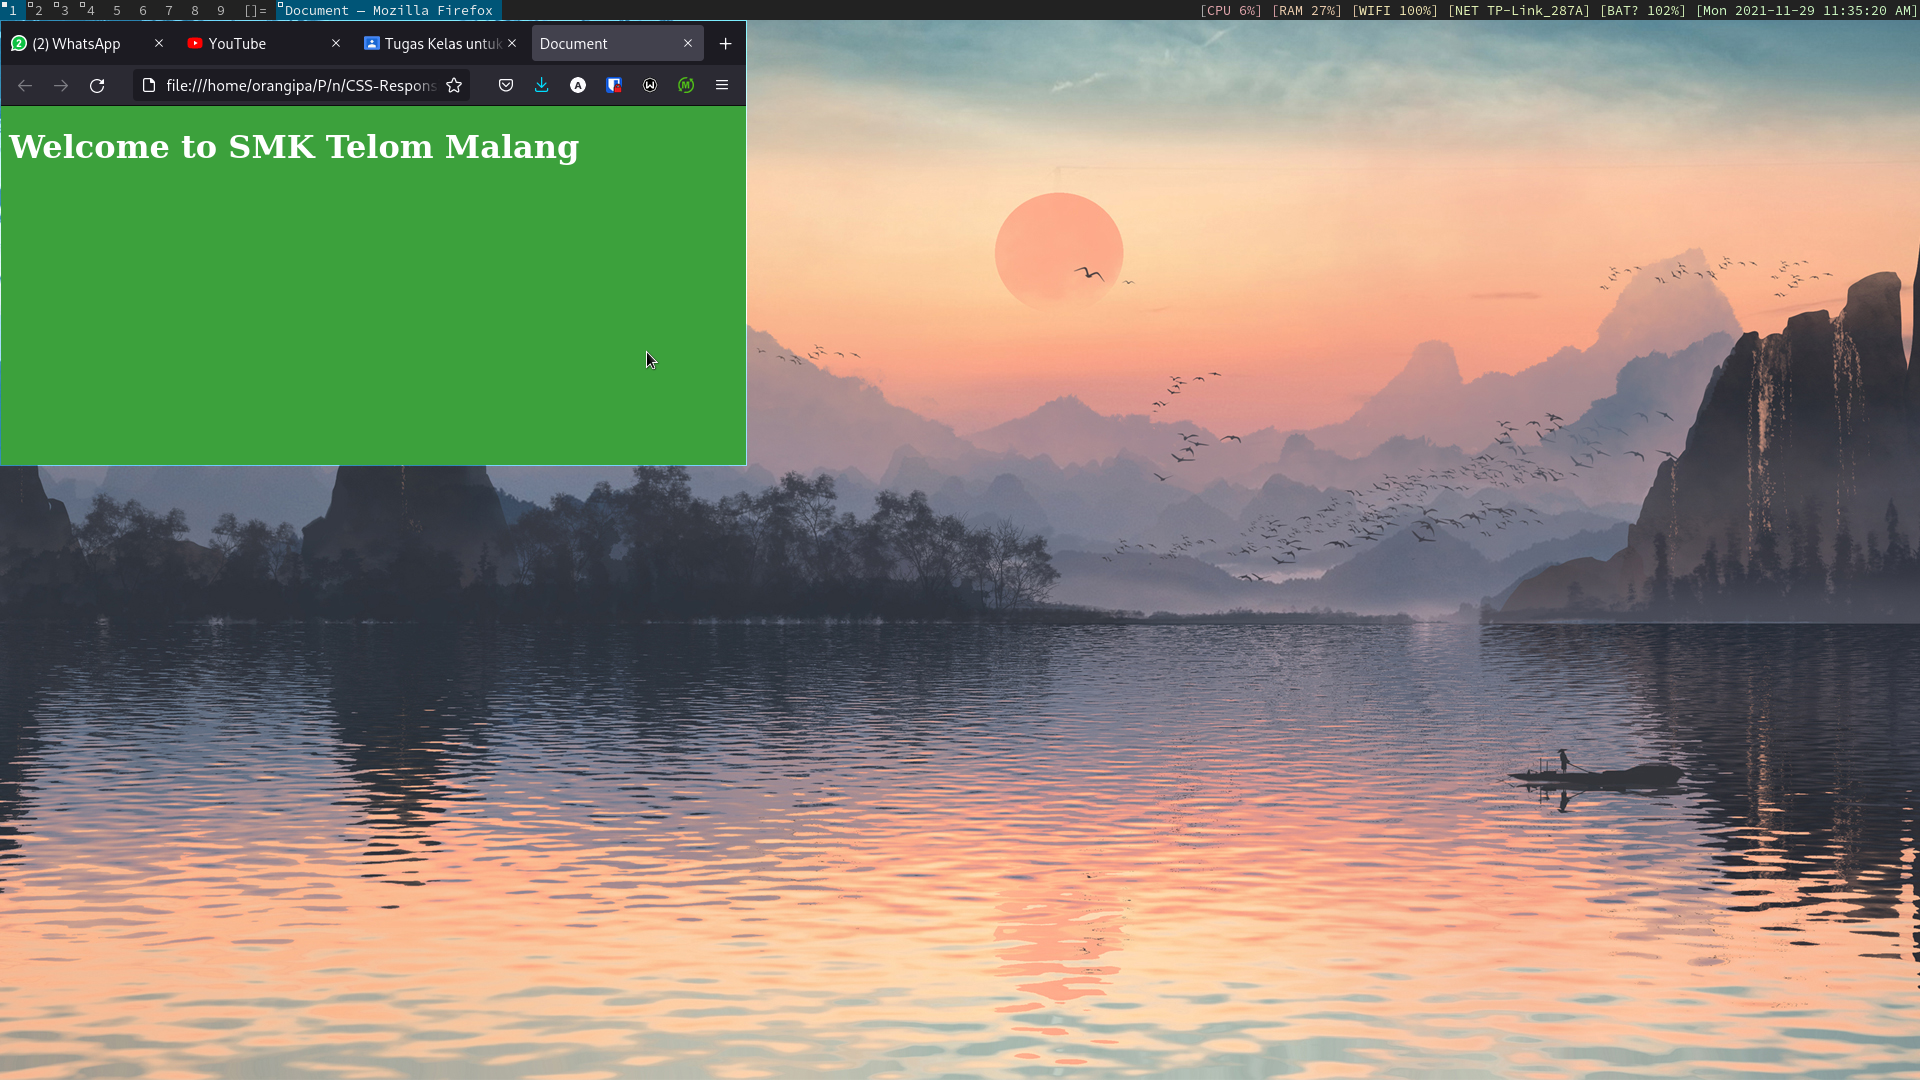 1 2 3 4 5 6 7 8 9 []= Document — Mozilla Firefox [CPU 6%] [RAM 27%] [WIFI 100%] [NET TP-Link_287A] [BAT? 102%] [Mon 2021-11-29 11:35:20 AM]
2 (2) WhatsApp YouTube Tugas Kelas untuk Document
file:///home/orangipa/P/n/CSS-Respons A
Welcome to SMK Telom Malang